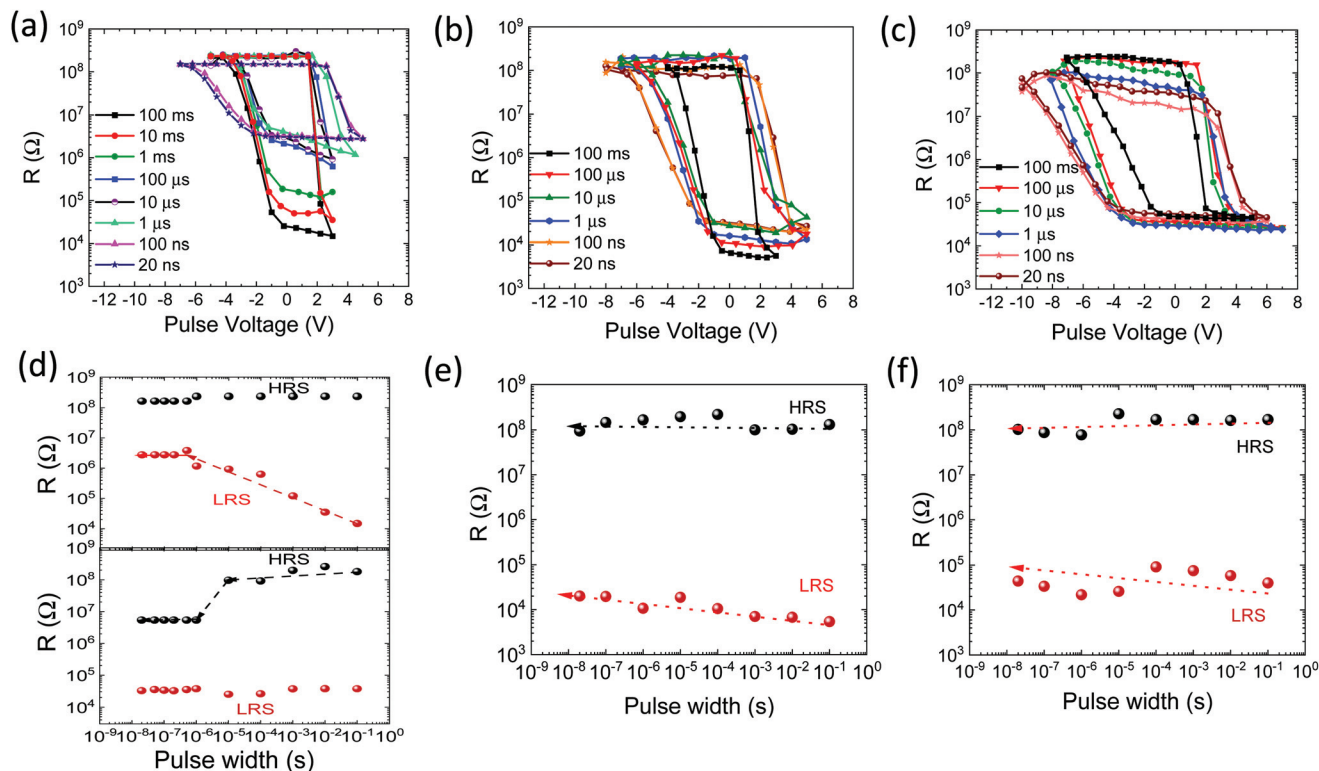 (a)
R (Ω)
10⁹
10⁸
10⁷
10⁶
10⁵
10⁴
10³
100 ms
10 ms
1 ms
100 μs
10 μs
1 μs
100 ns
20 ns
-12 -10 -8 -6 -4 -2 0 2 4 6 8
Pulse Voltage (V)
(b)
R (Ω)
10⁹
10⁸
10⁷
10⁶
10⁵
10⁴
10³
100 ms
100 μs
10 μs
1 μs
100 ns
20 ns
-12 -10 -8 -6 -4 -2 0 2 4 6 8
Pulse Voltage (V)
(c)
R (Ω)
10⁹
10⁸
10⁷
10⁶
10⁵
10⁴
10³
100 ms
100 μs
10 μs
1 μs
100 ns
20 ns
-12 -10 -8 -6 -4 -2 0 2 4 6 8
Pulse Voltage (V)
(d)
R (Ω)
10⁹
10⁸
10⁷
10⁶
10⁵
10⁴
HRS
LRS
R (Ω)
10⁹
10⁸
10⁷
10⁶
10⁵
10⁴
HRS
LRS
10⁻⁹ 10⁻⁸ 10⁻⁷ 10⁻⁶ 10⁻⁵ 10⁻⁴ 10⁻³ 10⁻² 10⁻¹ 10⁰
Pulse width (s)
(e)
R (Ω)
10⁹
10⁸
10⁷
10⁶
10⁵
10⁴
10³
HRS
LRS
10⁻⁹ 10⁻⁸ 10⁻⁷ 10⁻⁶ 10⁻⁵ 10⁻⁴ 10⁻³ 10⁻² 10⁻¹ 10⁰
Pulse width (s)
(f)
R (Ω)
10⁹
10⁸
10⁷
10⁶
10⁵
10⁴
10³
HRS
LRS
10⁻⁹ 10⁻⁸ 10⁻⁷ 10⁻⁶ 10⁻⁵ 10⁻⁴ 10⁻³ 10⁻² 10⁻¹ 10⁰
Pulse width (s)